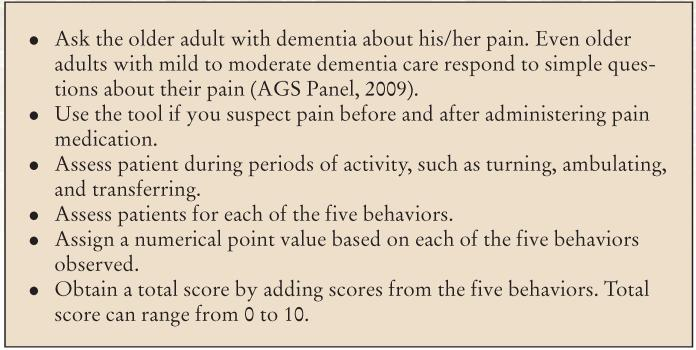 • Ask the older adult with dementia about his/her pain. Even older
adults with mild to moderate dementia care respond to simple ques-
tions about their pain (AGS Panel, 2009).
• Use the tool if you suspect pain before and after administering pain
medication.
• Assess patient during periods of activity, such as turning, ambulating,
and transferring.
• Assess patients for each of the five behaviors.
• Assign a numerical point value based on each of the five behaviors
observed.
• Obtain a total score by adding scores from the five behaviors. Total
score can range from 0 to 10.